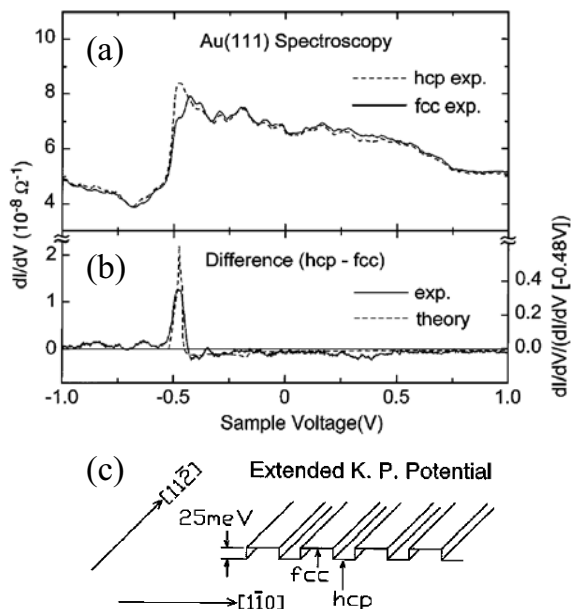 10
8
6
4
dI/dV (10⁻⁸ Ω⁻¹)
(a)
Au(111) Spectroscopy
hcp exp.
fcc exp.
2
1
0
(b)
Difference (hcp - fcc)
exp.
theory
0.4
0.2
0.0
dI/dV/(dI/dV [-0.48V]
-1.0 -0.5 0 0.5 1.0
Sample Voltage(V)
(c)
Extended K. P. Potential
[112̄]
25meV
fcc
hcp
[11̄0]